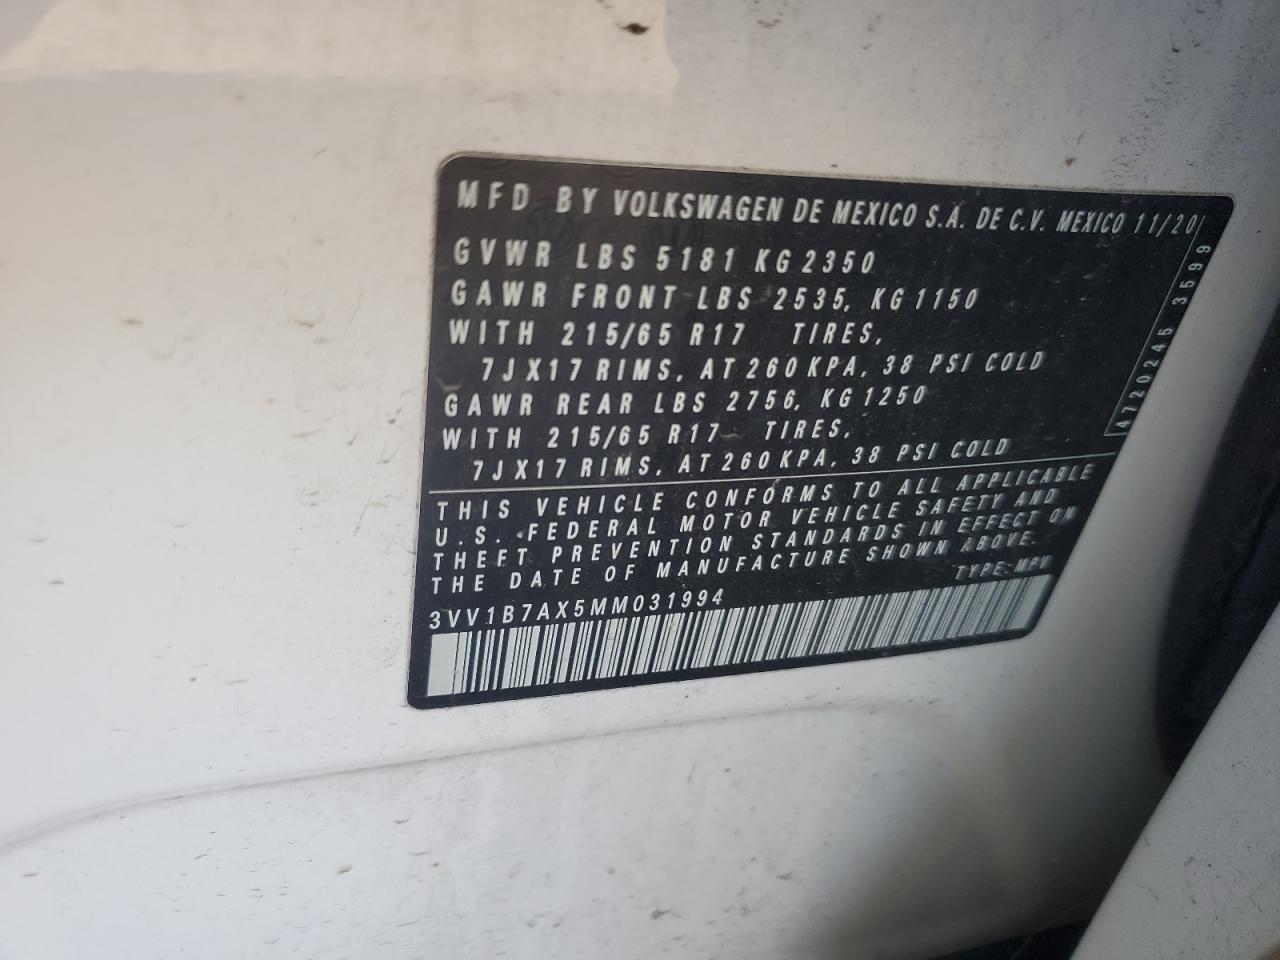 MFD BY VOLKSWAGEN DE MEXICO S.A. DE C.V. MEXICO 11/20
GVWR LBS 5181 KG 2350
GAWR FRONT LBS 2535, KG 1150
WITH 215/65 R17 TIRES,
7JX17 RIMS, AT 260 KPA, 38 PSI COLD
GAWR REAR LBS 2756, KG 1250
WITH 215/65 R17 TIRES,
7JX17 RIMS, AT 260 KPA, 38 PSI COLD
4720245 3599
THIS VEHICLE CONFORMS TO ALL APPLICABLE
U.S. FEDERAL MOTOR VEHICLE SAFETY AND
THEFT PREVENTION STANDARDS IN EFFECT ON
THE DATE OF MANUFACTURE SHOWN ABOVE.
TYPE: MPV
3VV1B7AX5MM031994